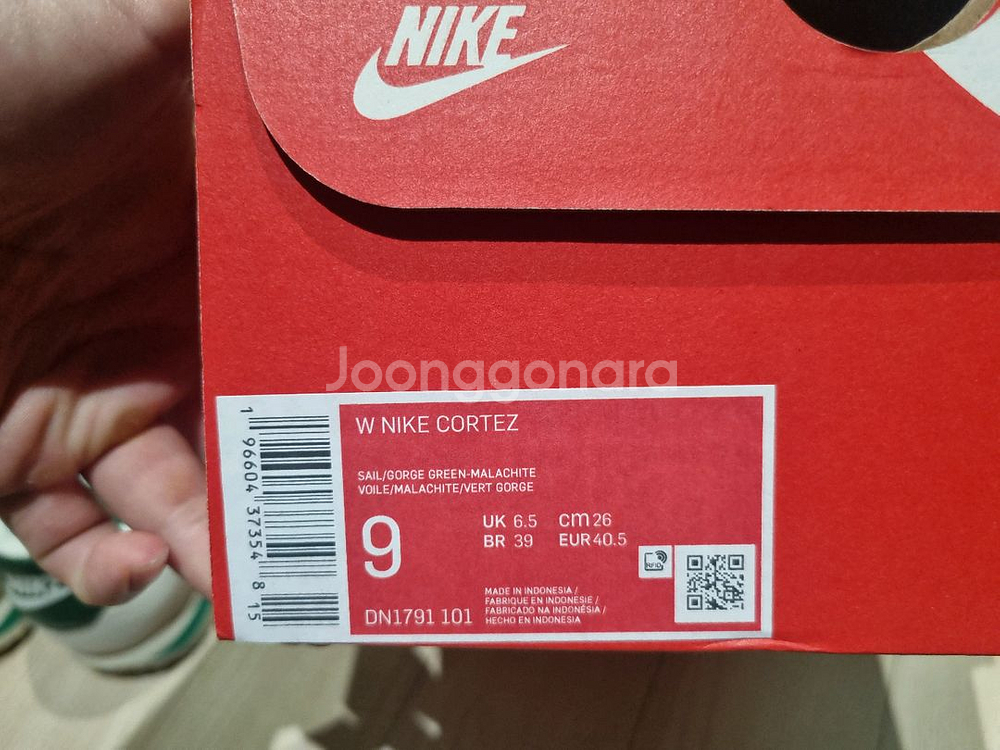 NIKE
Joonggonara
W NIKE CORTEZ
SAIL/GORGE GREEN-MALACHITE
VOILE/MALACHITE/VERT GORGE
9
UK 6.5 CM 26
BR 39 EUR 40.5
RFID
MADE IN INDONESIA /
FABRIQUE EN INDONESIE /
FABRICADO NA INDONÉSIA /
HECHO EN INDONESIA
DN1791 101
1 96604 37354 8 15
NIKE